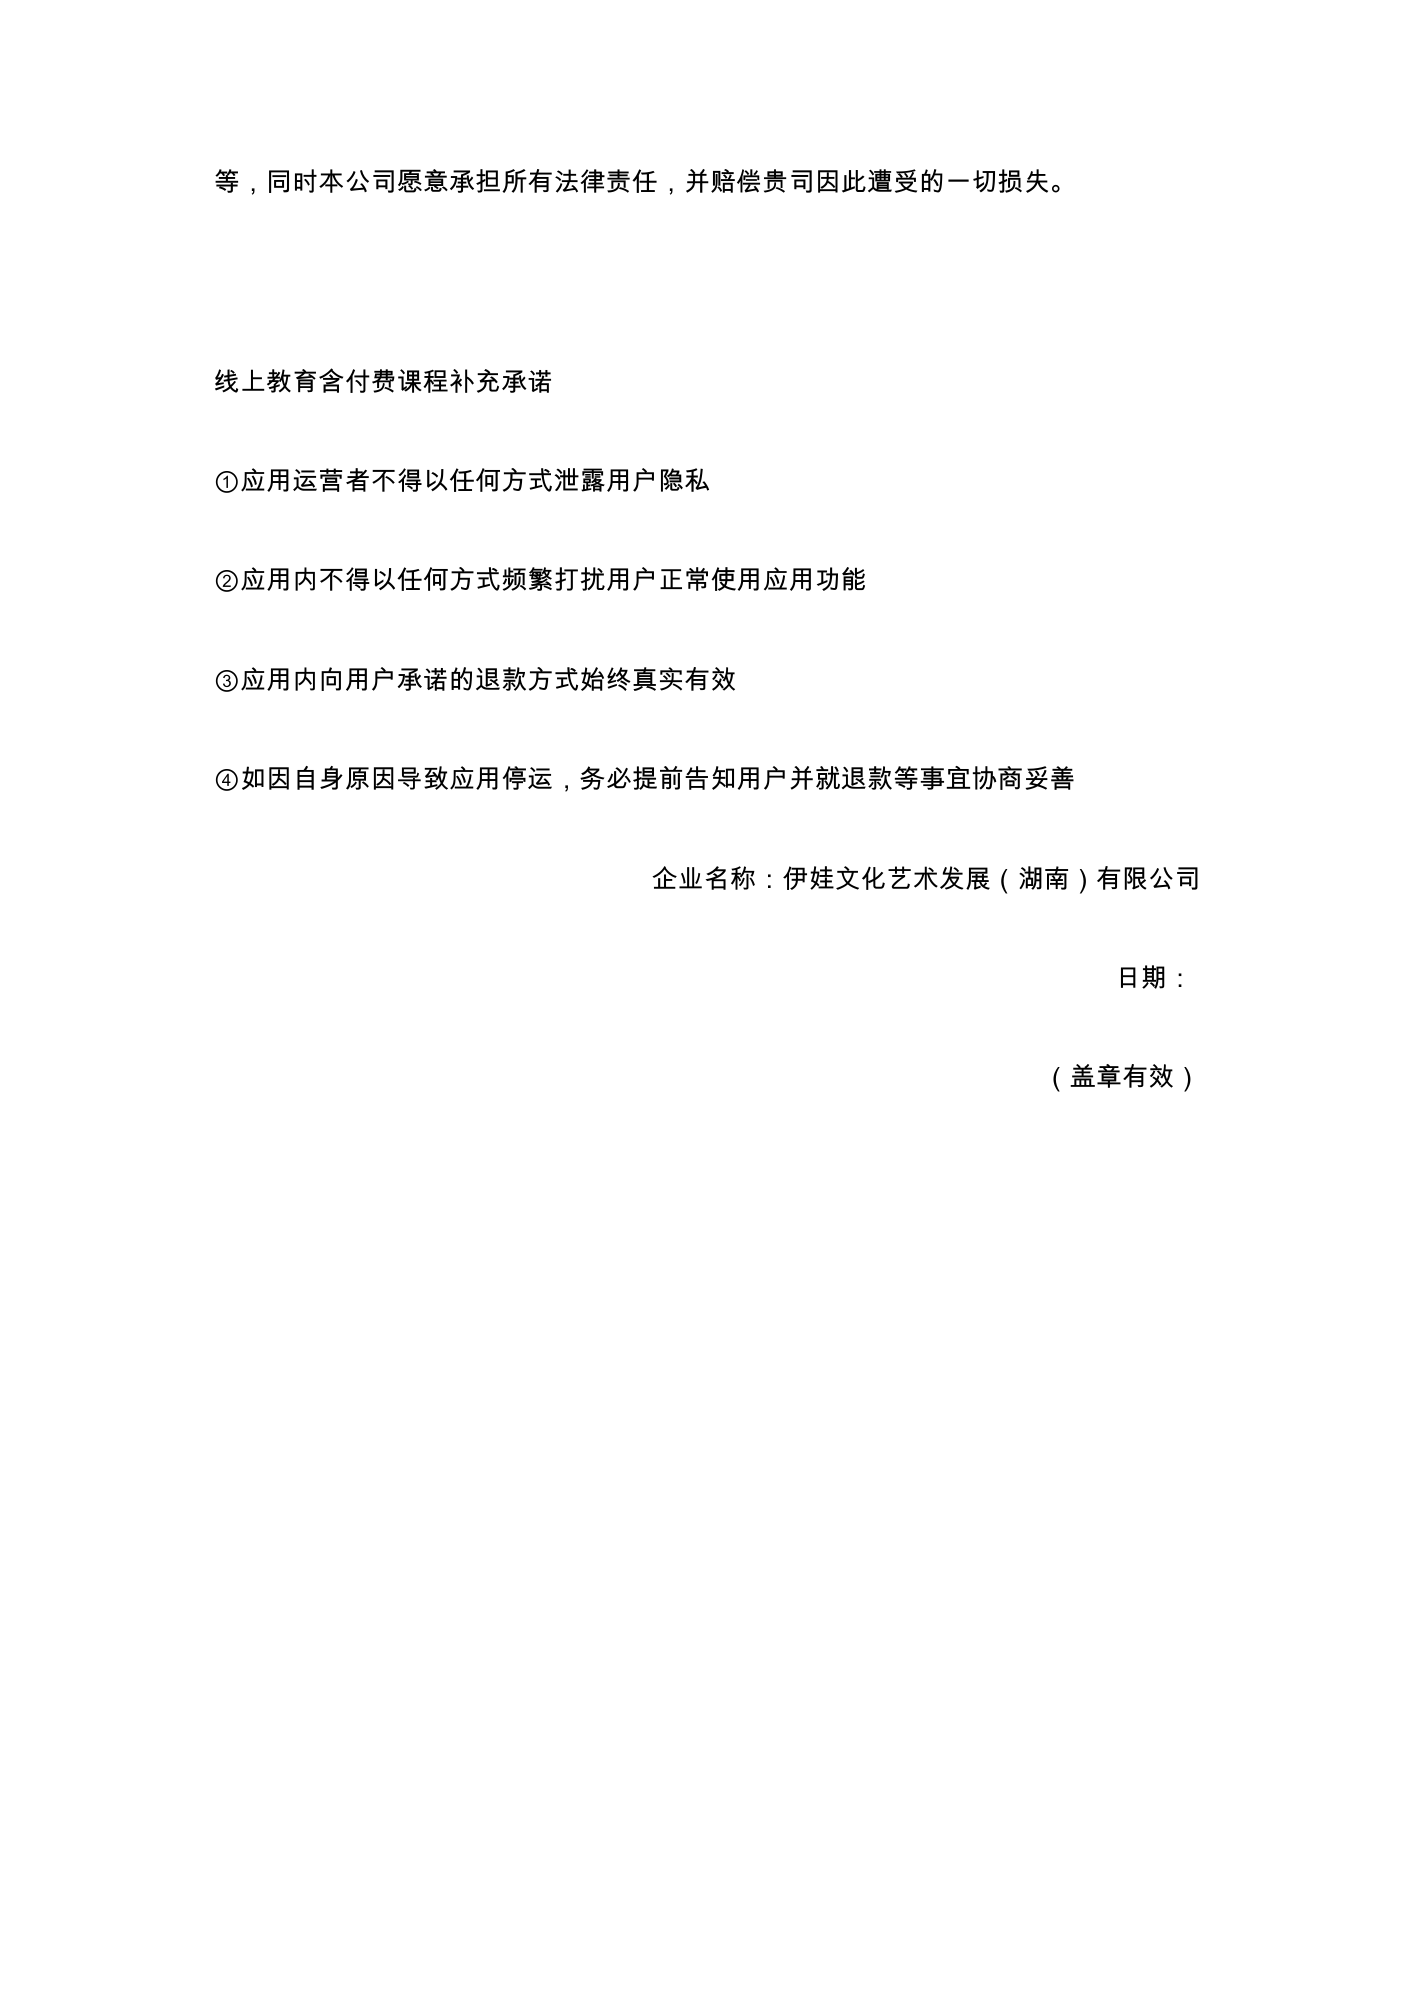 等，同时本公司愿意承担所有法律责任，并赔偿贵司因此遭受的一切损失。
线上教育含付费课程补充承诺
①应用运营者不得以任何方式泄露用户隐私
②应用内不得以任何方式频繁打扰用户正常使用应用功能
③应用内向用户承诺的退款方式始终真实有效
④如因自身原因导致应用停运，务必提前告知用户并就退款等事宜协商妥善
企业名称：伊娃文化艺术发展（湖南）有限公司
日期：
（盖章有效）